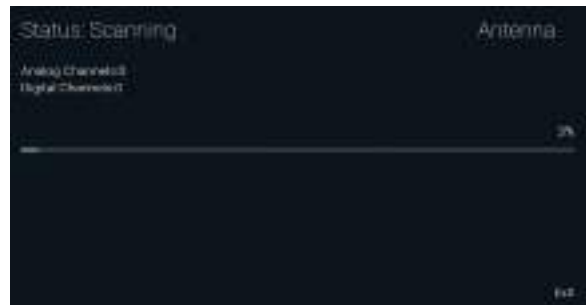 Status: Scanning
Antenna
Analog Channels:0
Digital Channels:0
3%
Exit